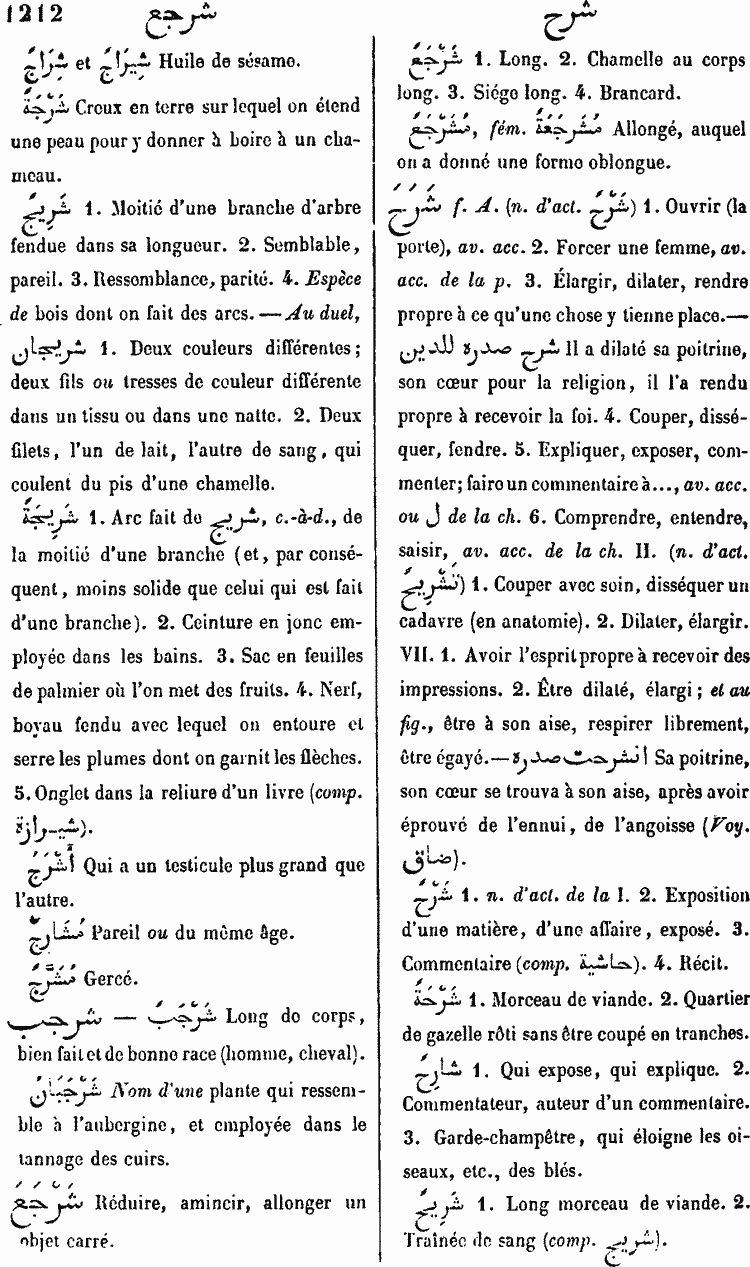 1212 شرجع شرح
شِرَاجٌ et شِيرَاجٌ Huile de sésame.
شَرْجَةٌ Creux en terre sur lequel on étend
une peau pour y donner à boire à un cha-
meau.
شَرِيجٌ 1. Moitié d'une branche d'arbre
fendue dans sa longueur. 2. Semblable,
pareil. 3. Ressemblance, parité. 4. Espèce
de bois dont on fait des arcs. — Au duel,
شريجان 1. Deux couleurs différentes;
deux fils ou tresses de couleur différente
dans un tissu ou dans une natte. 2. Deux
filets, l'un de lait, l'autre de sang, qui
coulent du pis d'une chamelle.
شَرِيجَةٌ 1. Arc fait de شريج, c.-à-d., de
la moitié d'une branche (et, par consé-
quent, moins solide que celui qui est fait
d'une branche). 2. Ceinture en jonc em-
ployée dans les bains. 3. Sac en feuilles
de palmier où l'on met des fruits. 4. Nerf,
boyau fendu avec lequel on entoure et
serre les plumes dont on garnit les flèches.
5. Onglet dans la reliure d'un livre (comp.
شيرازة).
أَشْرَجُ Qui a un testicule plus grand que
l'autre.
مُشَارِجٌ Pareil ou du même âge.
مُشَرَّجٌ Gercé.
شرجب — شَرْجَبٌ Long de corps,
bien fait et de bonne race (homme, cheval).
شَرْجَبَانٌ Nom d'une plante qui ressem-
ble à l'aubergine, et employée dans le
tannage des cuirs.
شَرْجَعَ Réduire, amincir, allonger un
objet carré.
شَرْجَعٌ 1. Long. 2. Chamelle au corps
long. 3. Siége long. 4. Brancard.
مُشَرْجَعٌ, fém. مُشَرْجَعَةٌ Allongé, auquel
on a donné une forme oblongue.
شَرَحَ f. A. (n. d'act. شَرْحٌ) 1. Ouvrir (la
porte), av. acc. 2. Forcer une femme, av.
acc. de la p. 3. Élargir, dilater, rendre
propre à ce qu'une chose y tienne place.—
شرح صدره للدين Il a dilaté sa poitrine,
son cœur pour la religion, il l'a rendu
propre à recevoir la foi. 4. Couper, dissé-
quer, fendre. 5. Expliquer, exposer, com-
menter; faire un commentaire à..., av. acc.
ou ل de la ch. 6. Comprendre, entendre,
saisir, av. acc. de la ch. II. (n. d'act.
تَشْرِيحٌ) 1. Couper avec soin, disséquer un
cadavre (en anatomie). 2. Dilater, élargir.
VII. 1. Avoir l'esprit propre à recevoir des
impressions. 2. Être dilaté, élargi; et au
fig., être à son aise, respirer librement,
être égayé.— انشرحت صدره Sa poitrine,
son cœur se trouva à son aise, après avoir
éprouvé de l'ennui, de l'angoisse (Voy.
ضاق).
شَرْحٌ 1. n. d'act. de la I. 2. Exposition
d'une matière, d'une affaire, exposé. 3.
Commentaire (comp. حاشية). 4. Récit.
شَرْحَةٌ 1. Morceau de viande. 2. Quartier
de gazelle rôti sans être coupé en tranches.
شَارِحٌ 1. Qui expose, qui explique. 2.
Commentateur, auteur d'un commentaire.
3. Garde-champêtre, qui éloigne les oi-
seaux, etc., des blés.
شَرِيحٌ 1. Long morceau de viande. 2.
Traînée de sang (comp. شريج).